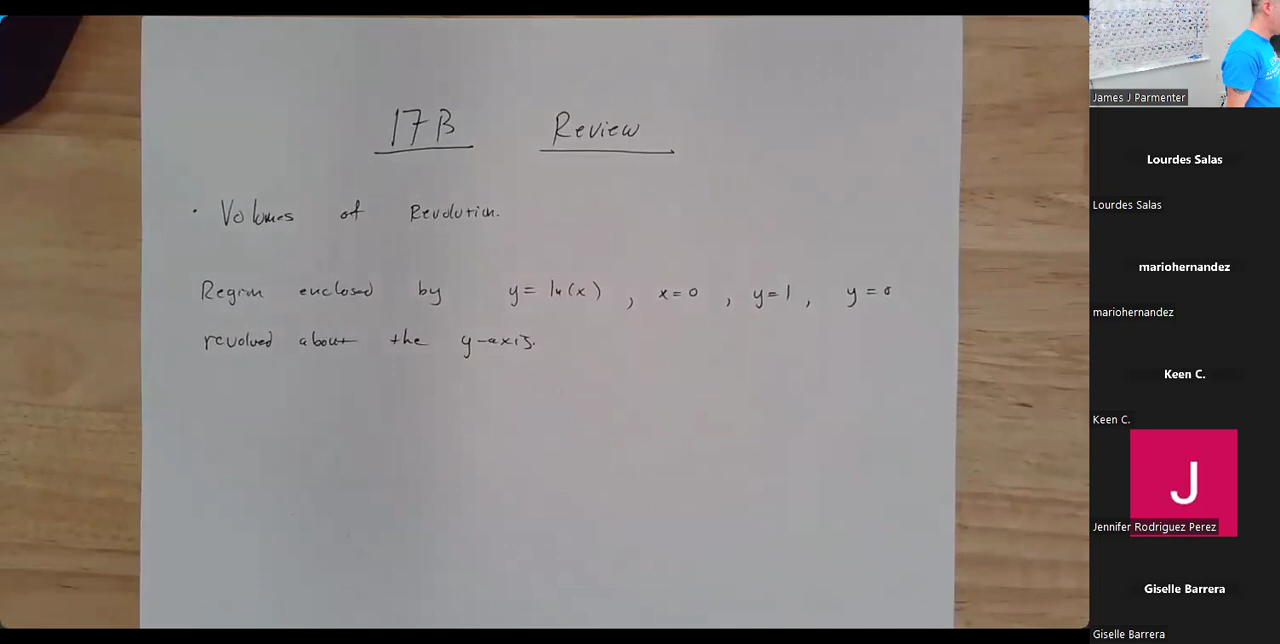 17B Review
• Volumes of Revolution.
Region enclosed by y = ln(x) , x = 0 , y = 1 , y = 0
revolved about the y-axis.
James J Parmenter
Lourdes Salas
Lourdes Salas
mariohernandez
mariohernandez
Keen C.
Keen C.
J
Jennifer Rodriguez Perez
Giselle Barrera
Giselle Barrera